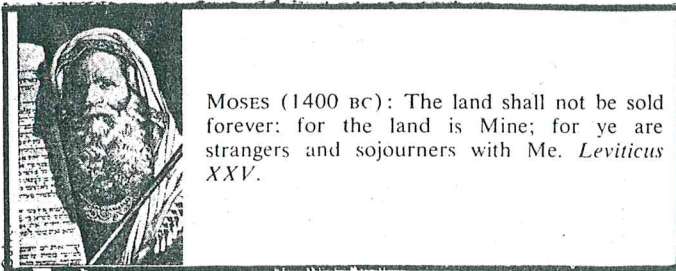 MOSES (1400 BC): The land shall not be sold
forever: for the land is Mine; for ye are
strangers and sojourners with Me. Leviticus
XXV.